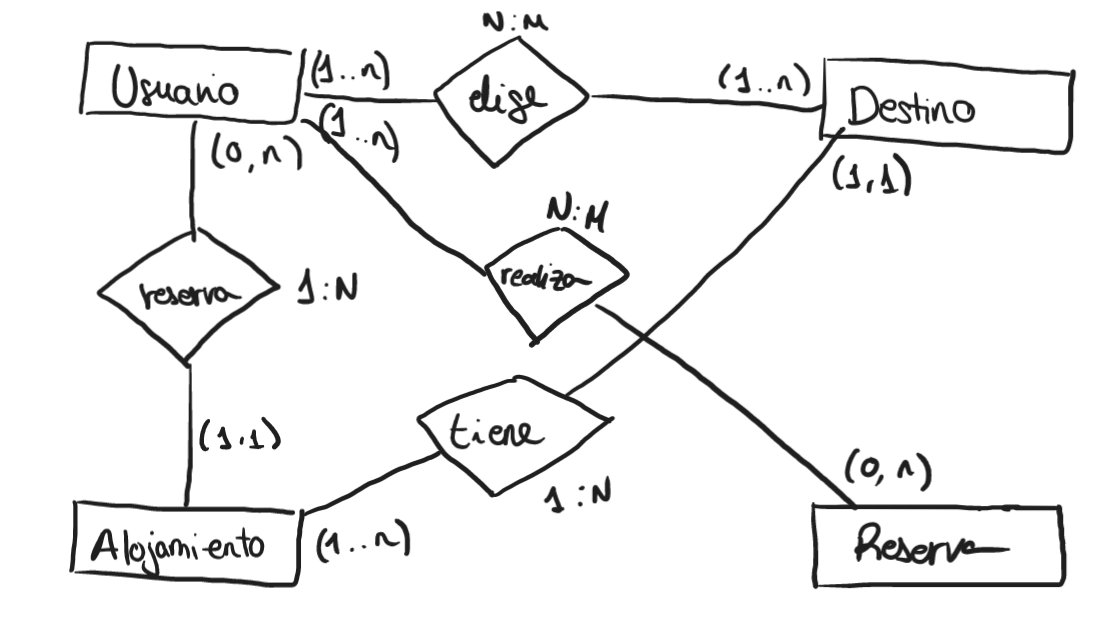 N:M
Usuario
(1..n)
elige
(1..n)
Destino
(1..n)
(0,n)
(1,1)
N:M
realiza
reserva
1:N
tiene
(1,1)
(0,n)
1:N
Alojamiento
(1..n)
Reserva